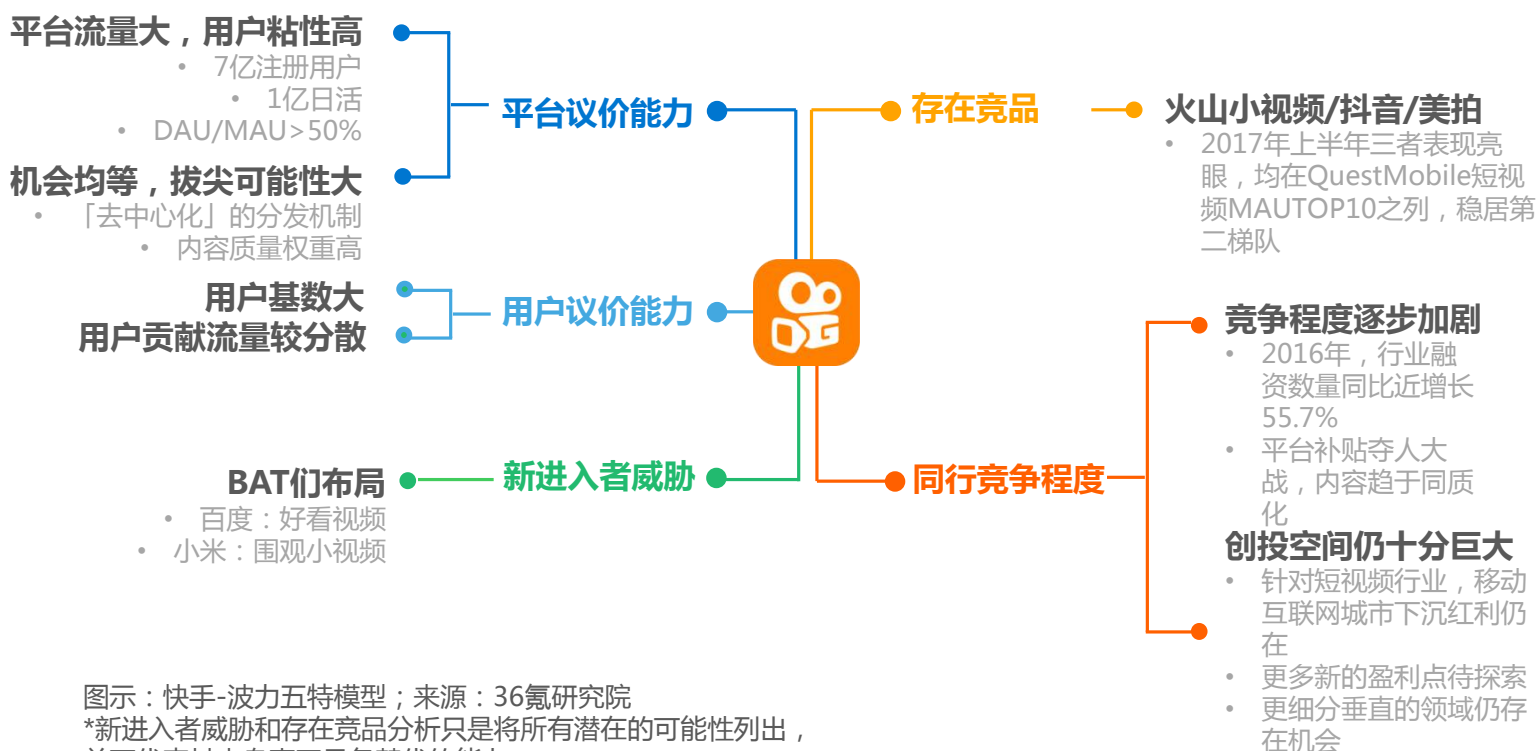 平台流量大，用户粘性高
• 7亿注册用户
• 1亿日活
• DAU/MAU>50%
机会均等，拔尖可能性大
• 「去中心化」的分发机制
• 内容质量权重高
平台议价能力
用户基数大
用户贡献流量较分散
用户议价能力
BAT们布局
• 百度：好看视频
• 小米：围观小视频
新进入者威胁
存在竞品
火山小视频/抖音/美拍
• 2017年上半年三者表现亮
眼，均在QuestMobile短视
频MAUTOP10之列，稳居第
二梯队
同行竞争程度
竞争程度逐步加剧
• 2016年，行业融
资数量同比近增长
55.7%
• 平台补贴夺人大
战，内容趋于同质
化
创投空间仍十分巨大
• 针对短视频行业，移动
互联网城市下沉红利仍
在
• 更多新的盈利点待探索
• 更细分垂直的领域仍存
在机会
图示：快手-波力五特模型；来源：36氪研究院
*新进入者威胁和存在竞品分析只是将所有潜在的可能性列出，